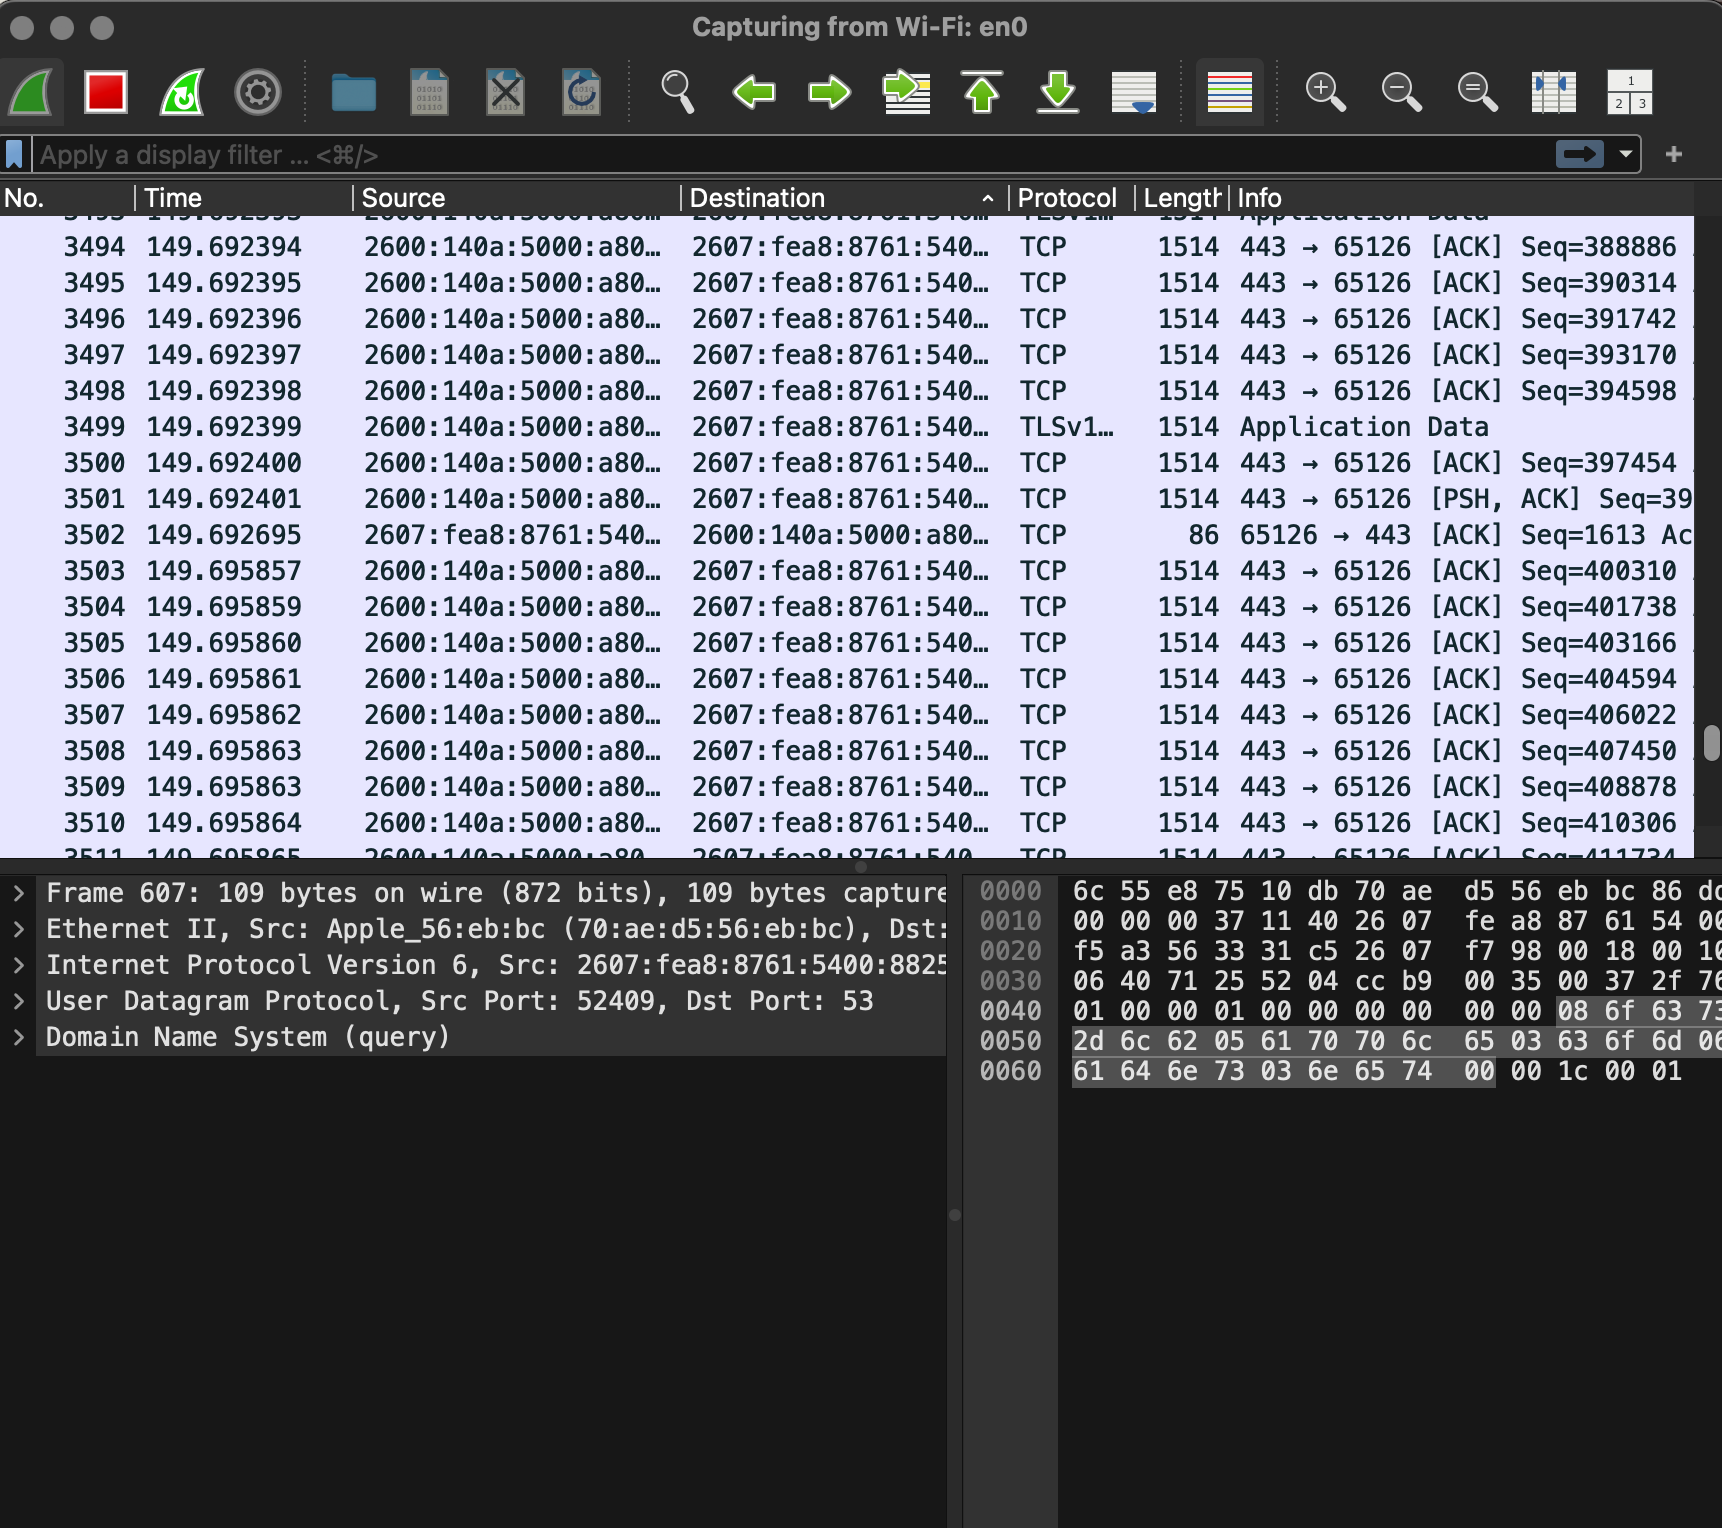 Capturing from Wi-Fi: en0
Apply a display filter ... <⌘/>
No. Time Source Destination Protocol Length Info
3494 149.692394 2600:140a:5000:a80… 2607:fea8:8761:540… TCP 1514 443 → 65126 [ACK] Seq=388886
3495 149.692395 2600:140a:5000:a80… 2607:fea8:8761:540… TCP 1514 443 → 65126 [ACK] Seq=390314
3496 149.692396 2600:140a:5000:a80… 2607:fea8:8761:540… TCP 1514 443 → 65126 [ACK] Seq=391742
3497 149.692397 2600:140a:5000:a80… 2607:fea8:8761:540… TCP 1514 443 → 65126 [ACK] Seq=393170
3498 149.692398 2600:140a:5000:a80… 2607:fea8:8761:540… TCP 1514 443 → 65126 [ACK] Seq=394598
3499 149.692399 2600:140a:5000:a80… 2607:fea8:8761:540… TLSv1… 1514 Application Data
3500 149.692400 2600:140a:5000:a80… 2607:fea8:8761:540… TCP 1514 443 → 65126 [ACK] Seq=397454
3501 149.692401 2600:140a:5000:a80… 2607:fea8:8761:540… TCP 1514 443 → 65126 [PSH, ACK] Seq=39
3502 149.692695 2607:fea8:8761:540… 2600:140a:5000:a80… TCP 86 65126 → 443 [ACK] Seq=1613 Ac
3503 149.695857 2600:140a:5000:a80… 2607:fea8:8761:540… TCP 1514 443 → 65126 [ACK] Seq=400310
3504 149.695859 2600:140a:5000:a80… 2607:fea8:8761:540… TCP 1514 443 → 65126 [ACK] Seq=401738
3505 149.695860 2600:140a:5000:a80… 2607:fea8:8761:540… TCP 1514 443 → 65126 [ACK] Seq=403166
3506 149.695861 2600:140a:5000:a80… 2607:fea8:8761:540… TCP 1514 443 → 65126 [ACK] Seq=404594
3507 149.695862 2600:140a:5000:a80… 2607:fea8:8761:540… TCP 1514 443 → 65126 [ACK] Seq=406022
3508 149.695863 2600:140a:5000:a80… 2607:fea8:8761:540… TCP 1514 443 → 65126 [ACK] Seq=407450
3509 149.695863 2600:140a:5000:a80… 2607:fea8:8761:540… TCP 1514 443 → 65126 [ACK] Seq=408878
3510 149.695864 2600:140a:5000:a80… 2607:fea8:8761:540… TCP 1514 443 → 65126 [ACK] Seq=410306
Frame 607: 109 bytes on wire (872 bits), 109 bytes capture
Ethernet II, Src: Apple_56:eb:bc (70:ae:d5:56:eb:bc), Dst:
Internet Protocol Version 6, Src: 2607:fea8:8761:5400:8825
User Datagram Protocol, Src Port: 52409, Dst Port: 53
Domain Name System (query)
0000 6c 55 e8 75 10 db 70 ae d5 56 eb bc 86 dd
0010 00 00 00 37 11 40 26 07 fe a8 87 61 54 00
0020 f5 a3 56 33 31 c5 26 07 f7 98 00 18 00 10
0030 06 40 71 25 52 04 cc b9 00 35 00 37 2f 76
0040 01 00 00 01 00 00 00 00 00 00 08 6f 63 73
0050 2d 6c 62 05 61 70 70 6c 65 03 63 6f 6d 06
0060 61 64 6e 73 03 6e 65 74 00 00 1c 00 01